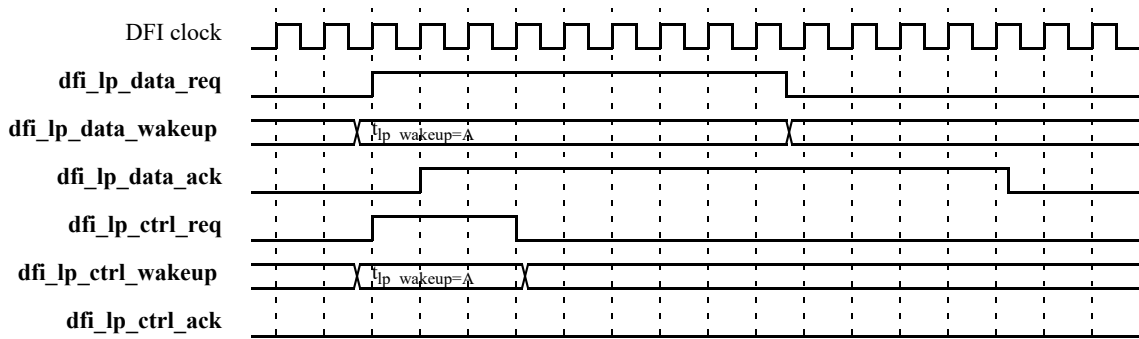 DFI clock
dfi_lp_data_req
dfi_lp_data_wakeup tlp_wakeup=A
dfi_lp_data_ack
dfi_lp_ctrl_req
dfi_lp_ctrl_wakeup tlp_wakeup=A
dfi_lp_ctrl_ack